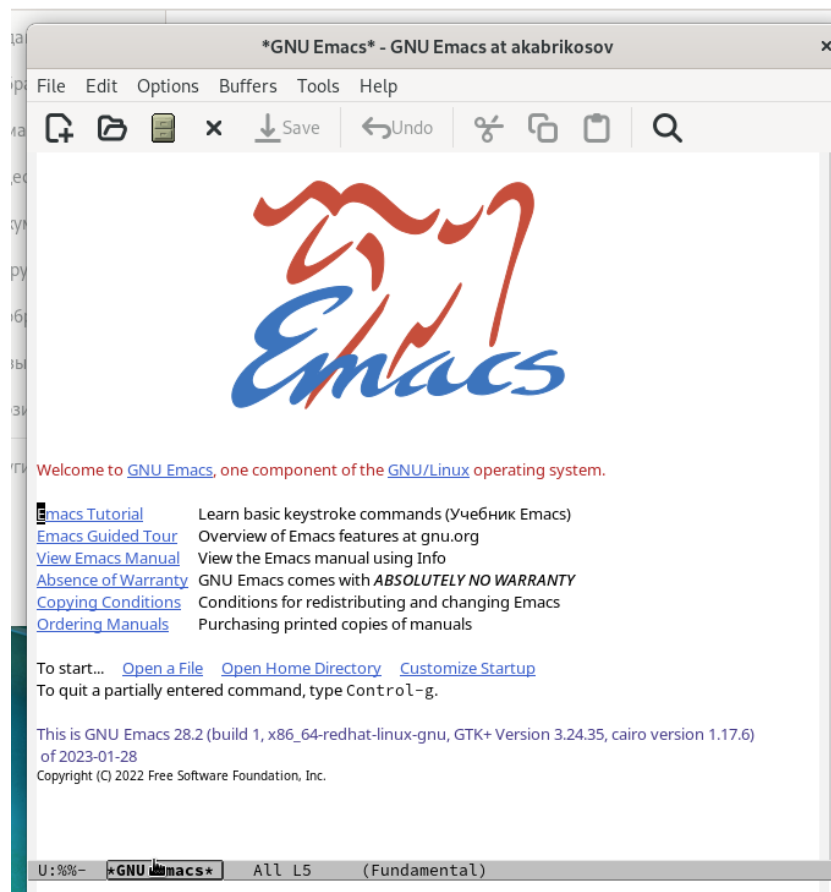 *GNU Emacs* - GNU Emacs at akabrikosov
File Edit Options Buffers Tools Help
Save Undo
Emacs
Welcome to GNU Emacs, one component of the GNU/Linux operating system.
Emacs Tutorial Learn basic keystroke commands (Учебник Emacs)
Emacs Guided Tour Overview of Emacs features at gnu.org
View Emacs Manual View the Emacs manual using Info
Absence of Warranty GNU Emacs comes with ABSOLUTELY NO WARRANTY
Copying Conditions Conditions for redistributing and changing Emacs
Ordering Manuals Purchasing printed copies of manuals
To start... Open a File Open Home Directory Customize Startup
To quit a partially entered command, type Control-g.
This is GNU Emacs 28.2 (build 1, x86_64-redhat-linux-gnu, GTK+ Version 3.24.35, cairo version 1.17.6)
of 2023-01-28
Copyright (C) 2022 Free Software Foundation, Inc.
U:%%- *GNU Emacs* All L5 (Fundamental)